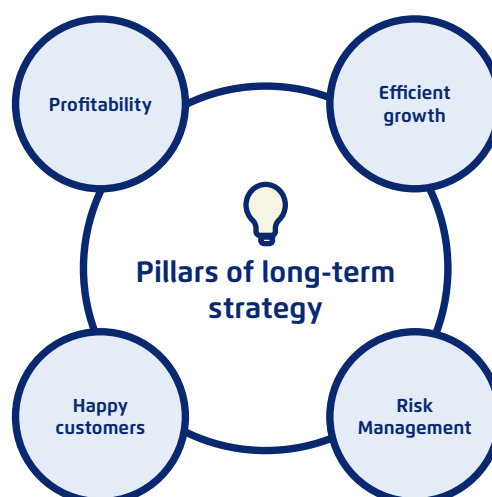 Profitability
Efficient
growth
Pillars of long-term
strategy
Happy
customers
Risk
Management